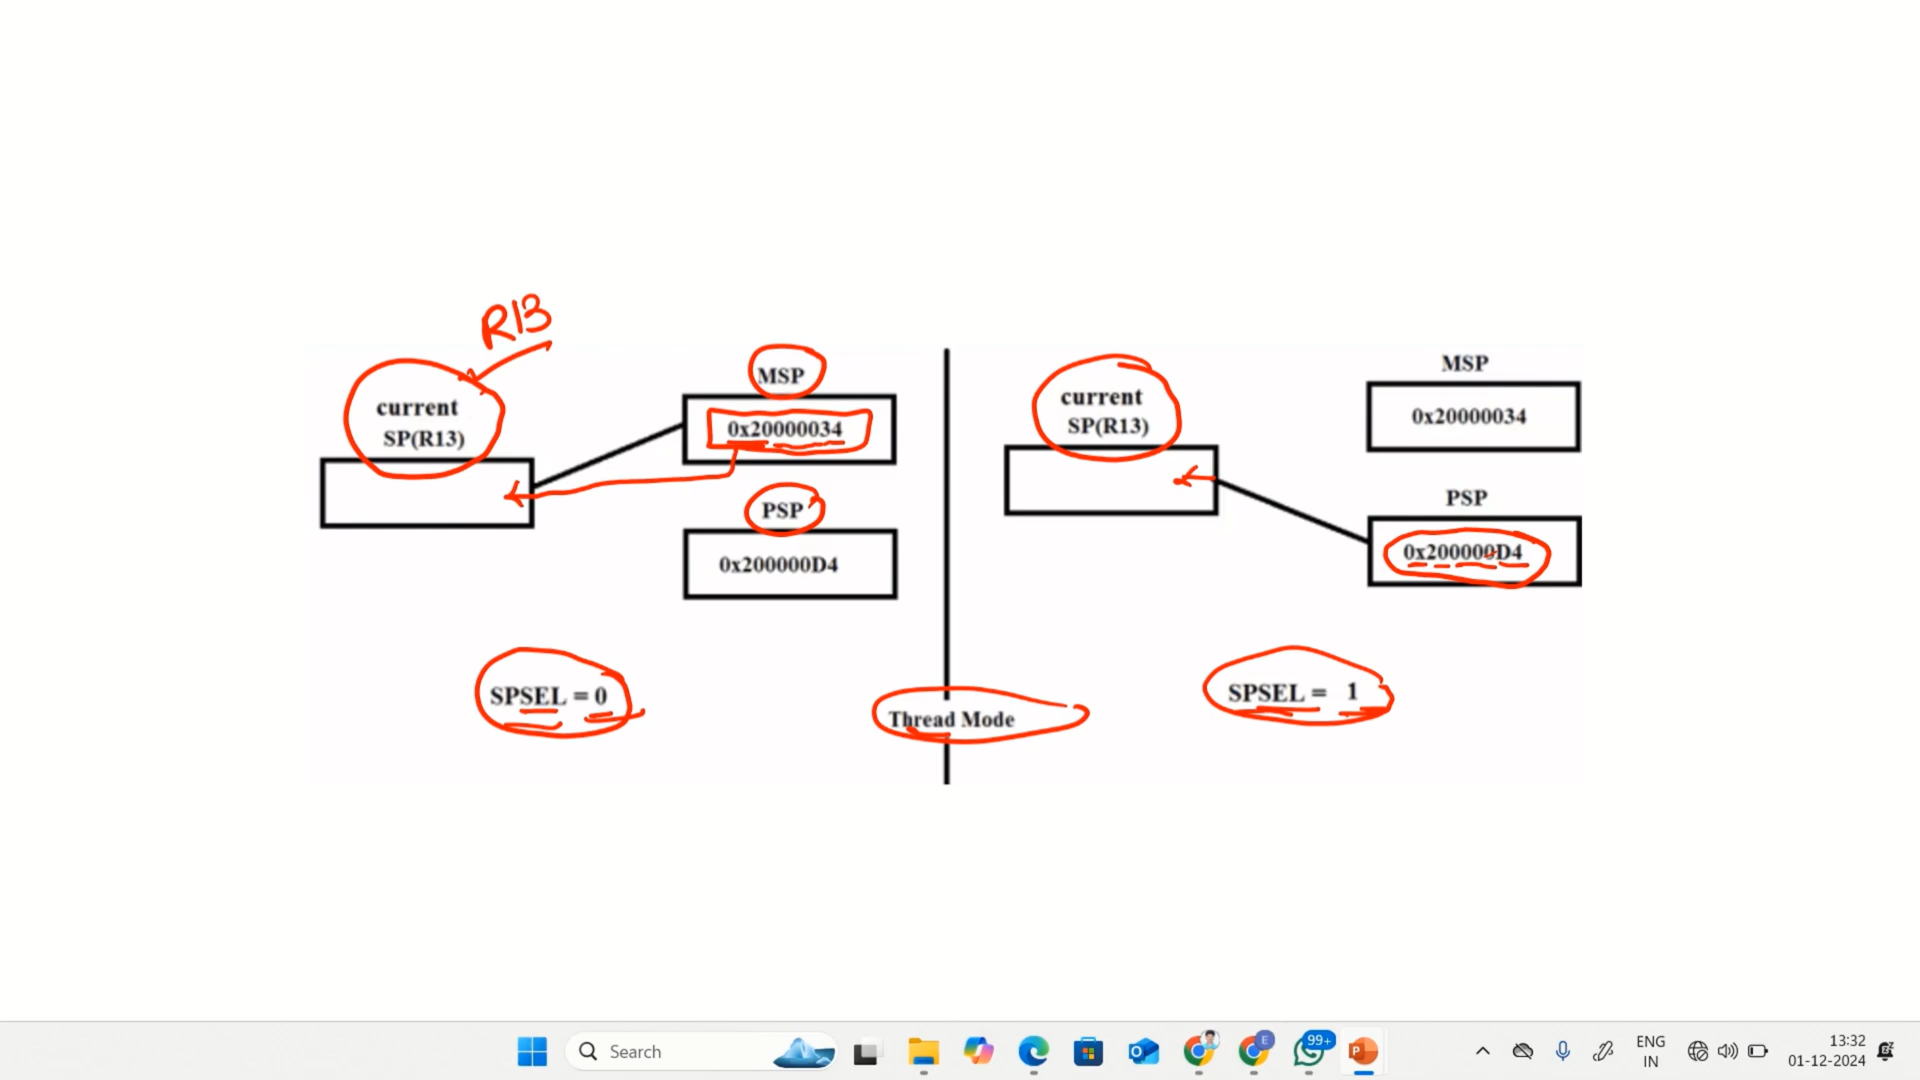 R13
current
SP(R13)
MSP
0x20000034
PSP
0x200000D4
SPSEL = 0
Thread Mode
current
SP(R13)
MSP
0x20000034
PSP
0x200000D4
SPSEL = 1
Search
99+
E
P
ENG
IN
13:32
01-12-2024